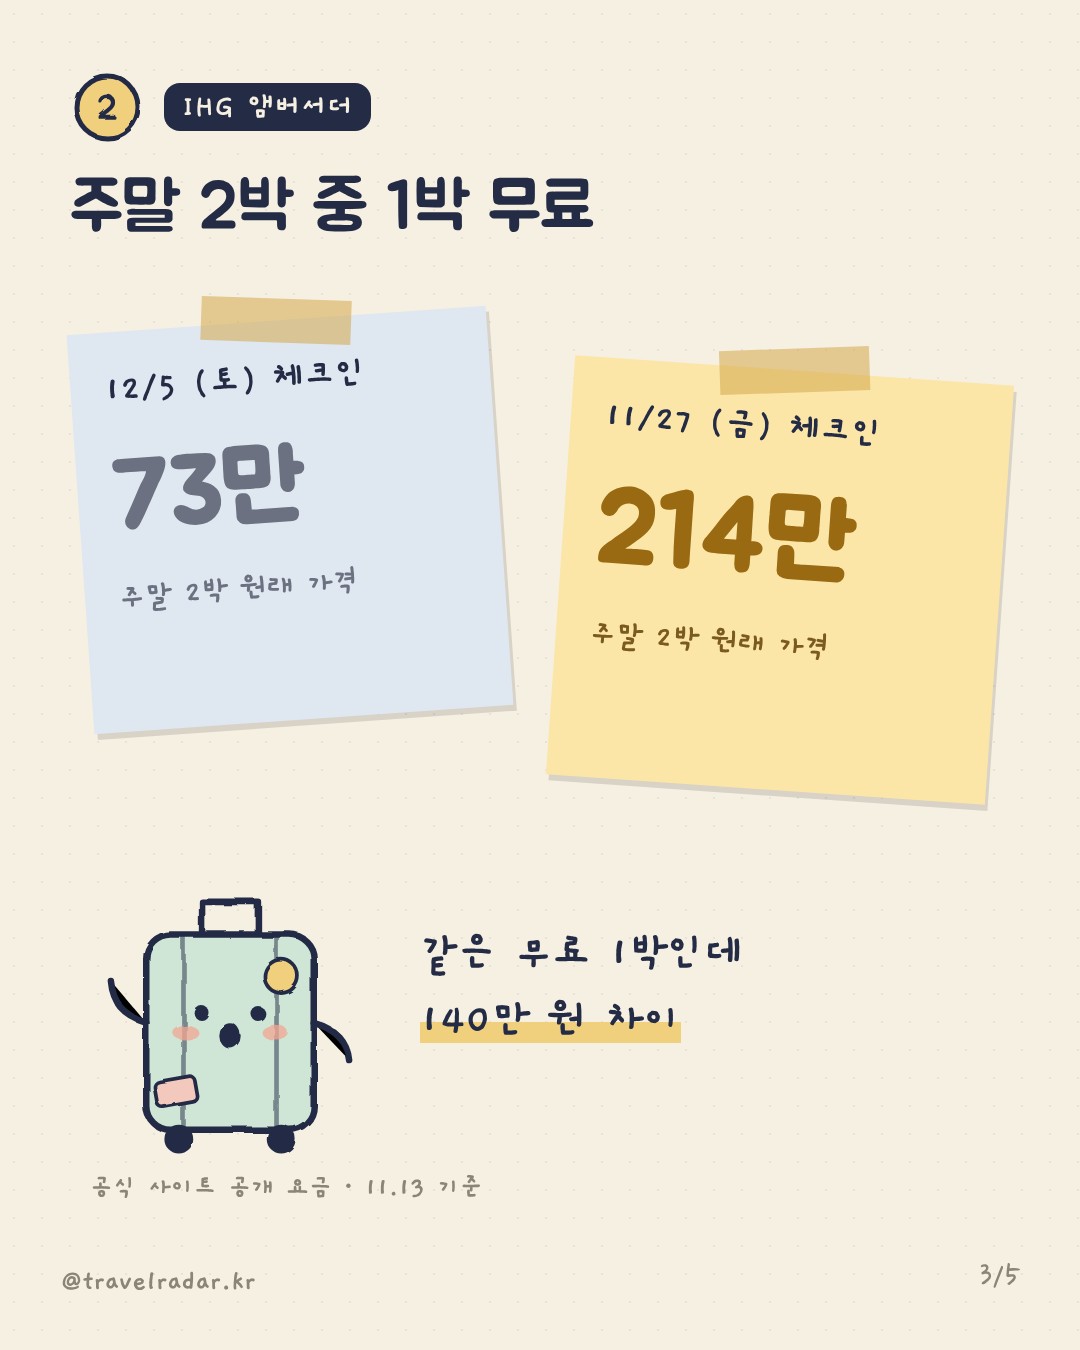 2
IHG 앰버서더
주말 2박 중 1박 무료
12/5 (토) 체크인
73만
주말 2박 원래 가격
11/27 (금) 체크인
214만
주말 2박 원래 가격
같은 무료 1박인데
140만 원 차이
공식 사이트 공개 요금 · 11.13 기준
@travelradar.kr
3/5